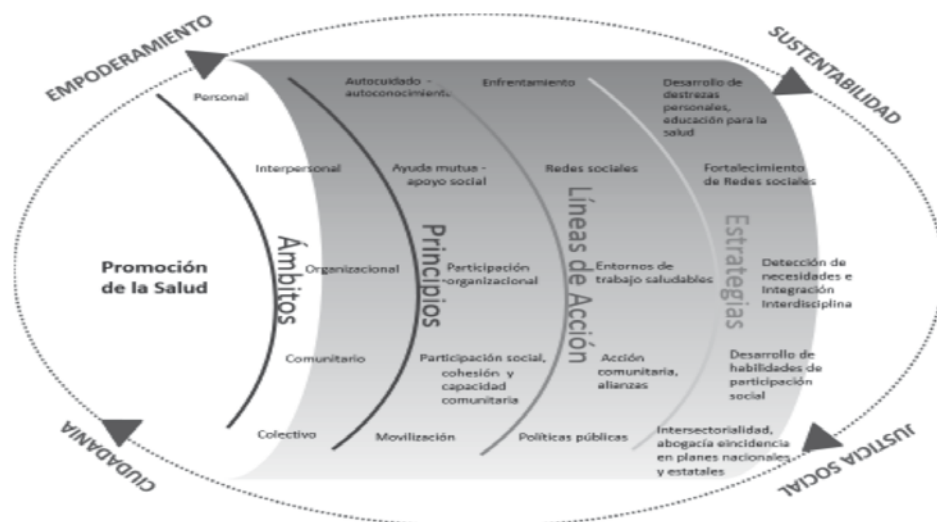 EMPODERAMIENTO
SUSTENTABILIDAD
Personal
Autocuidado -
autoconocimiento
Enfrentamiento
Desarrollo de
destrezas
personales,
educación para la
salud
Interpersonal
Ayuda mutua -
apoyo social
Redes sociales
Fortalecimiento
de Redes sociales
Promoción
de la Salud
Ámbitos
Principios
Líneas de Acción
Estrategias
Organizacional
Participación
organizacional
Entornos de
trabajo saludables
Detección de
necesidades e
Integración
Interdisciplina
Comunitario
Participación social,
cohesión y
capacidad
comunitaria
Acción
comunitaria,
alianzas
Desarrollo de
habilidades de
participación
social
Colectivo
Movilización
Políticas públicas
Intersectorialidad,
abogacía eincidencia
en planes nacionales
y estatales
CIUDADANÍA
JUSTICIA SOCIAL